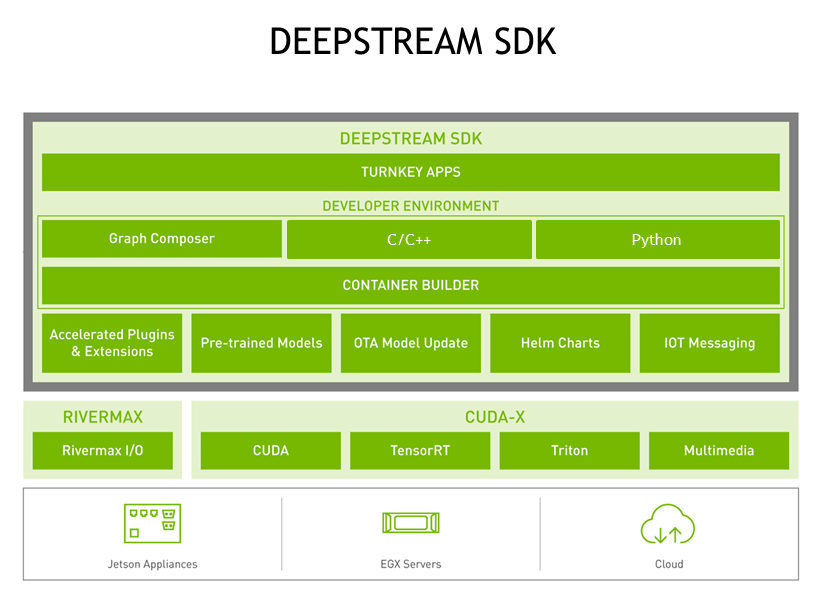 DEEPSTREAM SDK
DEEPSTREAM SDK
TURNKEY APPS
DEVELOPER ENVIRONMENT
Graph Composer
C/C++
Python
CONTAINER BUILDER
Accelerated Plugins
& Extensions
Pre-trained Models
OTA Model Update
Helm Charts
IOT Messaging
RIVERMAX
Rivermax I/O
CUDA-X
CUDA
TensorRT
Triton
Multimedia
Jetson Appliances
EGX Servers
Cloud